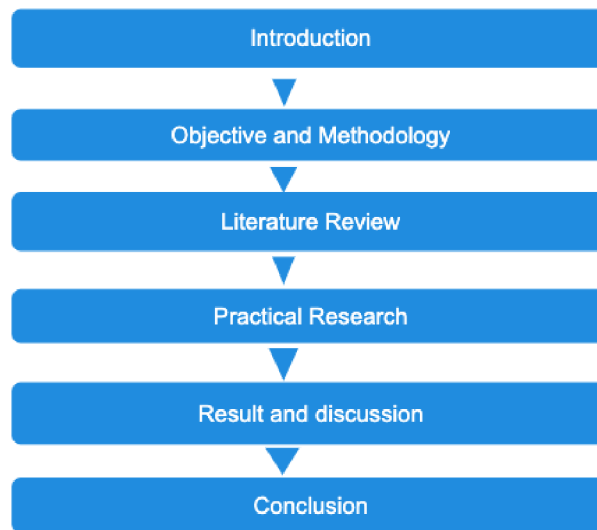 Introduction
Objective and Methodology
Literature Review
Practical Research
Result and discussion
Conclusion